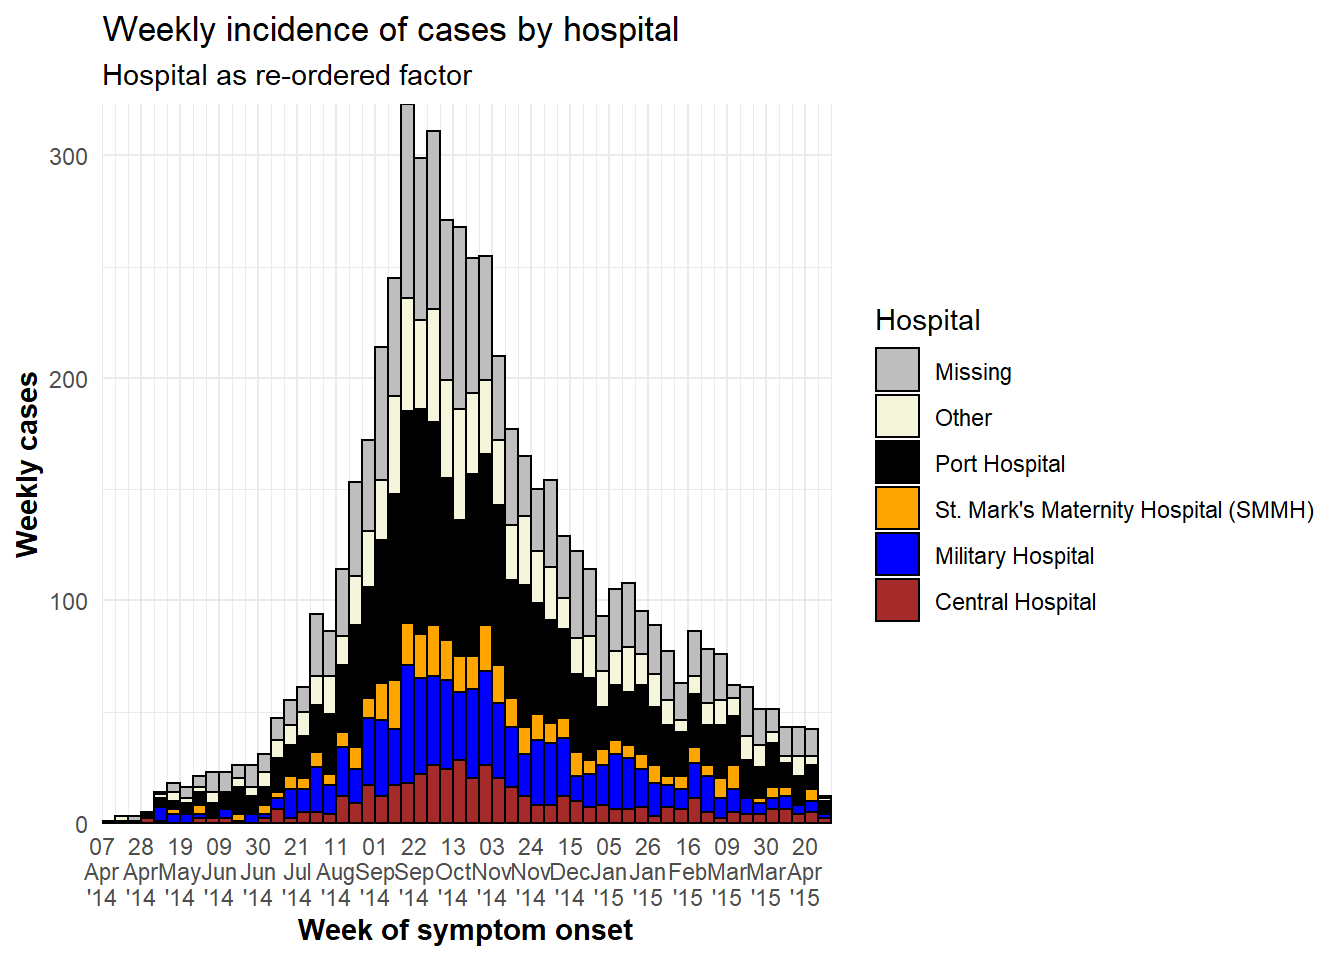 Weekly incidence of cases by hospital
Hospital as re-ordered factor
Weekly cases
300
200
100
0
07 28 19 09 30 21 11 01 22 13 03 24 15 05 26 16 09 30 20
Apr Apr May Jun Jun Jul Aug Sep Sep Oct Nov Nov Dec Jan Jan Feb Mar Mar Apr
'14 '14 '14 '14 '14 '14 '14 '14 '14 '14 '14 '14 '14 '15 '15 '15 '15 '15 '15
Week of symptom onset
Hospital
Missing
Other
Port Hospital
St. Mark's Maternity Hospital (SMMH)
Military Hospital
Central Hospital